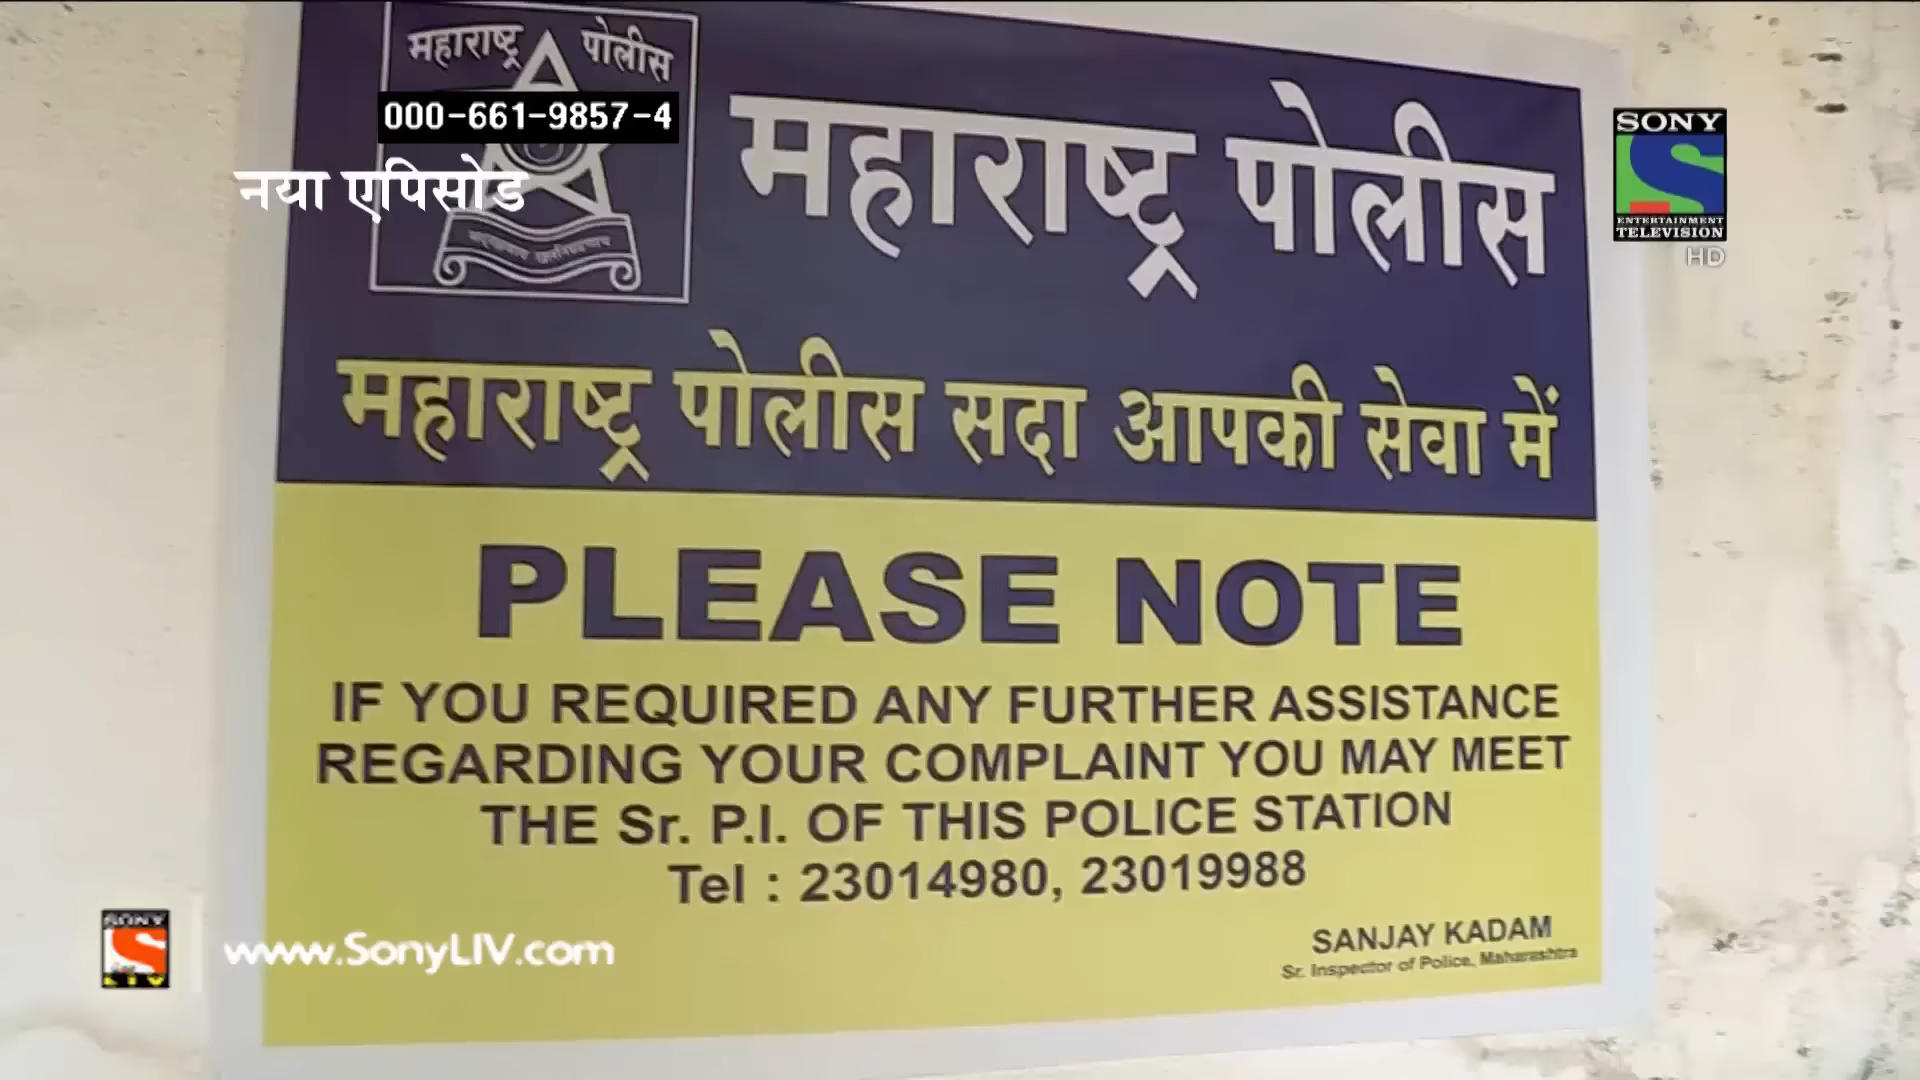 महाराष्ट्र पोलीस
000-661-9857-4
नया एपिसोड
महाराष्ट्र पोलीस
SONY
ENTERTAINMENT
TELEVISION
HD
महाराष्ट्र पोलीस सदा आपकी सेवा में
PLEASE NOTE
IF YOU REQUIRED ANY FURTHER ASSISTANCE
REGARDING YOUR COMPLAINT YOU MAY MEET
THE Sr. P.I. OF THIS POLICE STATION
Tel : 23014980, 23019988
SANJAY KADAM
Sr. Inspector of Police, Maharashtra
SONY
LIV
www.SonyLIV.com